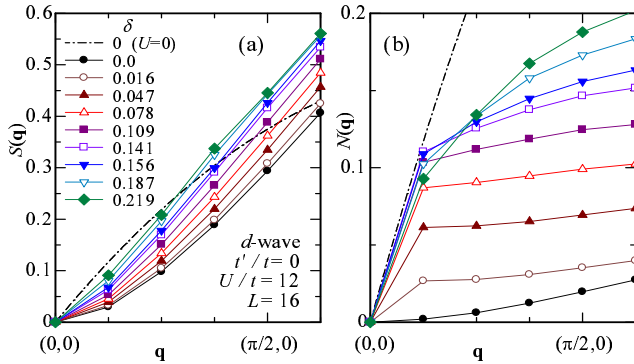 δ
0 (U=0)
0.0
0.016
0.047
0.078
0.109
0.141
0.156
0.187
0.219
(a)
d-wave
t'/t= 0
U/t = 12
L= 16
S(q)
0.6
0.5
0.4
0.3
0.2
0.1
0
(0,0)
q
(π/2,0)
(b)
N(q)
0.2
0.1
0
(0,0)
q
(π/2,0)